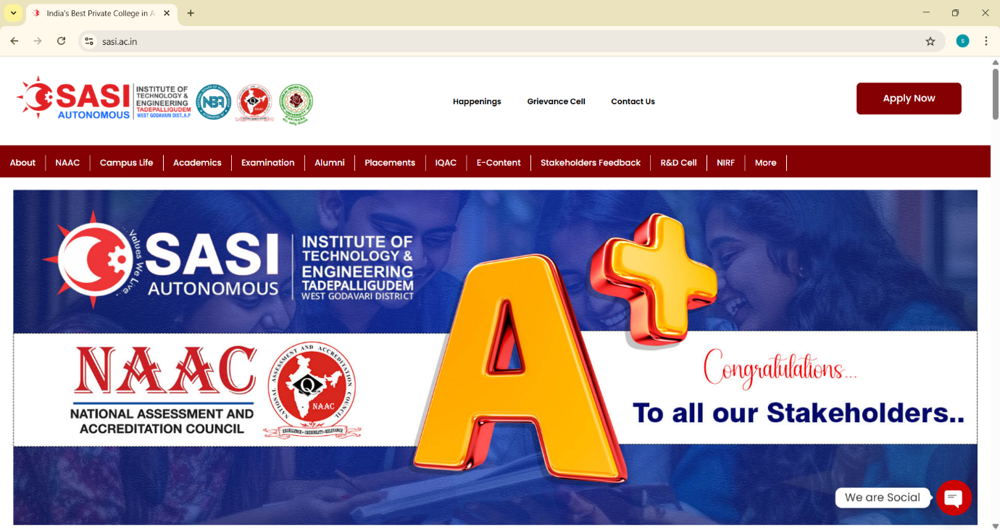 India's Best Private College in A
sasi.ac.in
S
SASI
AUTONOMOUS
INSTITUTE OF
TECHNOLOGY &
ENGINEERING
TADEPALLIGUDEM
WEST GODAVARI DIST., A.P
NBA
NAAC
Happenings
Grievance Cell
Contact Us
Apply Now
About
NAAC
Campus Life
Academics
Examination
Alumni
Placements
IQAC
E-Content
Stakeholders Feedback
R&D Cell
NIRF
More
...Values We Live...
SASI
AUTONOMOUS
INSTITUTE OF
TECHNOLOGY &
ENGINEERING
TADEPALLIGUDEM
WEST GODAVARI DISTRICT
A+
NAAC
NATIONAL ASSESSMENT AND
ACCREDITATION COUNCIL
NATIONAL ASSESSMENT AND ACCREDITATION COUNCIL
Q
NAAC
EXCELLENCE • CREDIBILITY • RELEVANCE
Congratulations...
To all our Stakeholders..
We are Social